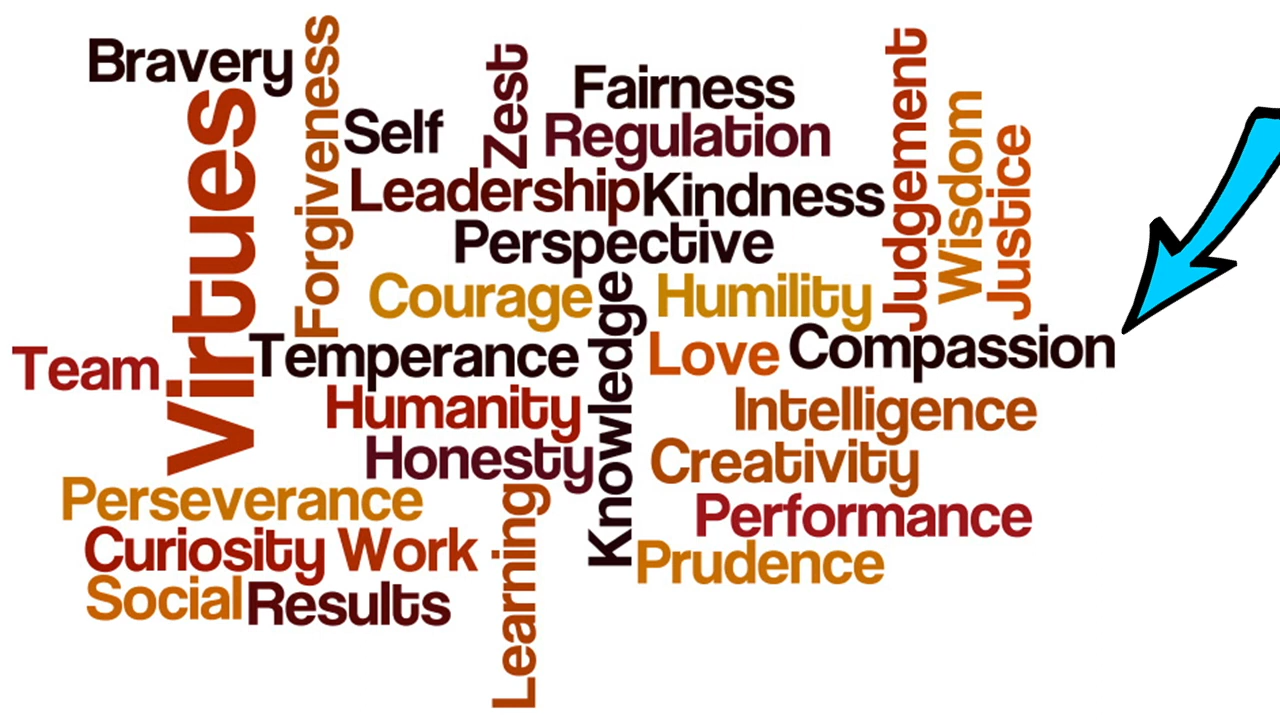 Bravery
Virtues
Forgiveness
Self
Zest
Fairness
Regulation
Leadership
Kindness
Perspective
Judgement
Wisdom
Justice
Courage
Humility
Knowledge
Team
Temperance
Love
Compassion
Humanity
Intelligence
Honesty
Creativity
Perseverance
Learning
Performance
Curiosity
Work
Prudence
Social
Results